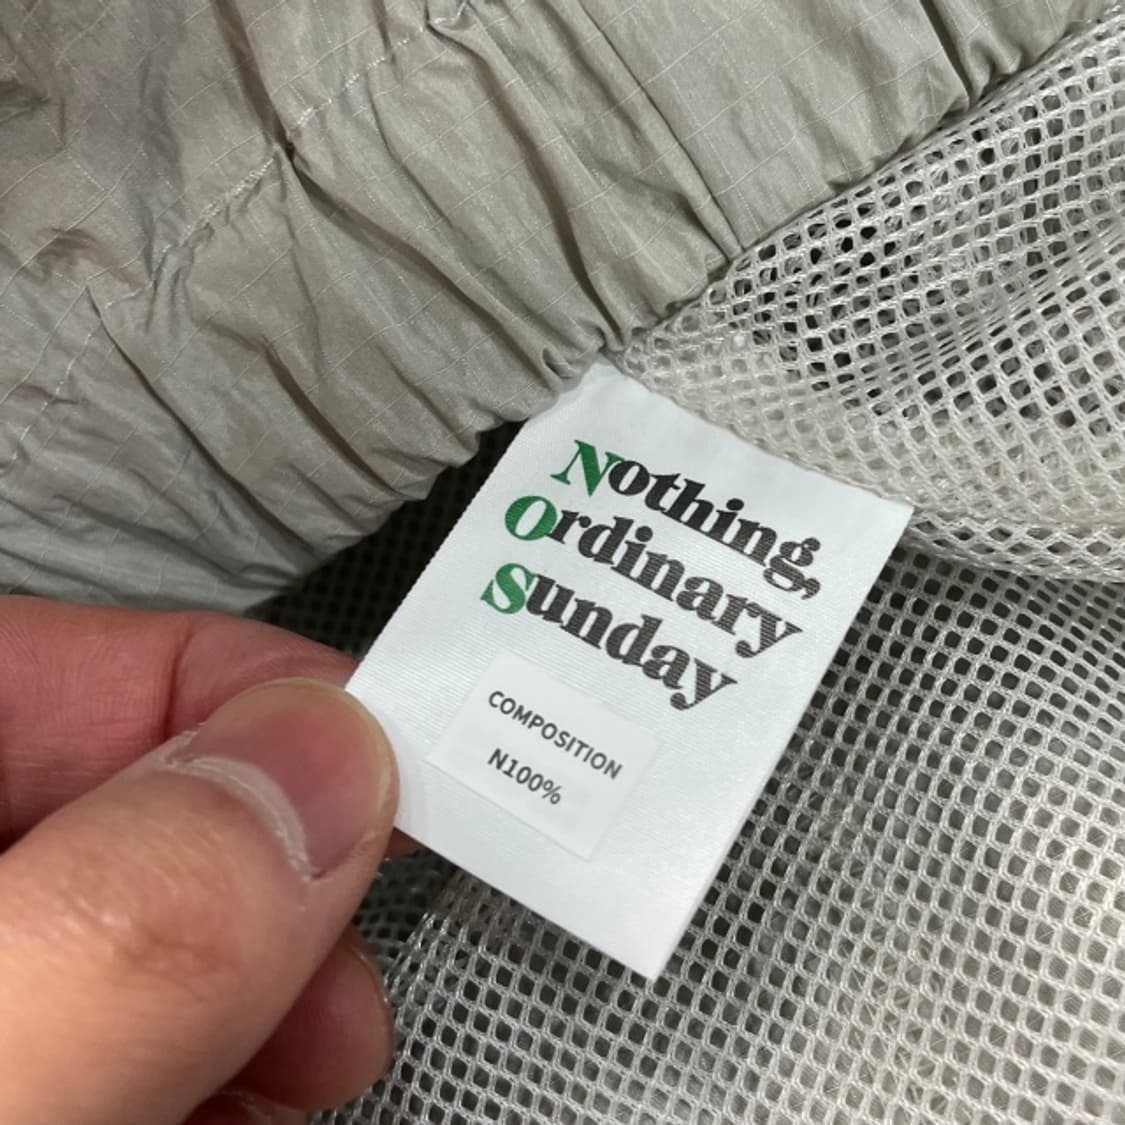 Nothing,
Ordinary
Sunday
COMPOSITION
N100%